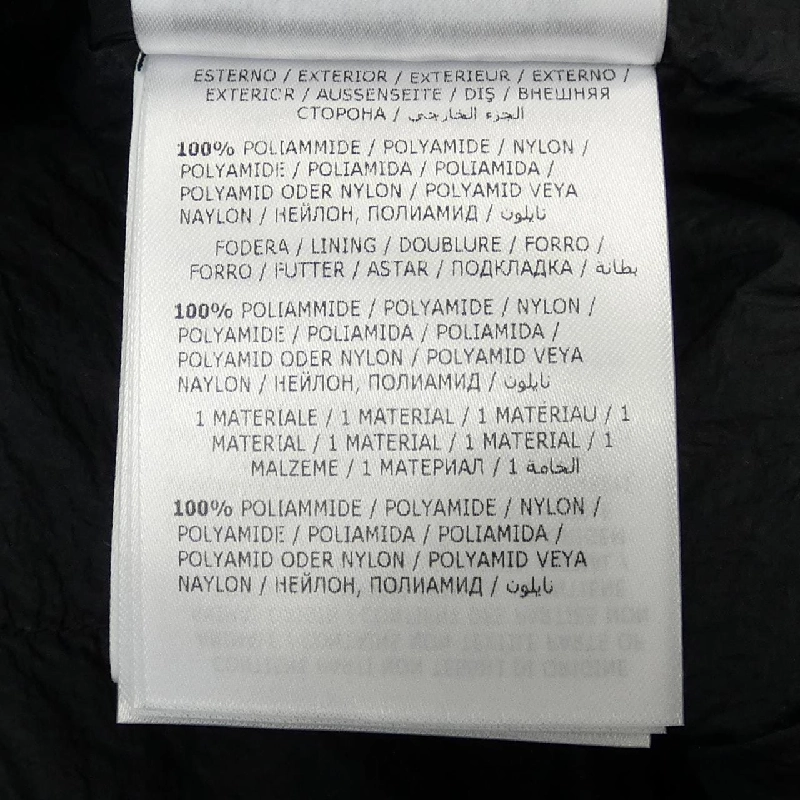 ESTERNO / EXTERIOR / EXTERIEUR / EXTERNO /
EXTERIOR / AUSSENSEITE / DIŞ / ВНЕШНЯЯ
СТОРОНА / الجزء الخارجي
100% POLIAMMIDE / POLYAMIDE / NYLON /
POLYAMIDE / POLIAMIDA / POLIAMIDA /
POLYAMID ODER NYLON / POLYAMID VEYA
NAYLON / НЕЙЛОН, ПОЛИАМИД / نايلون
FODERA / LINING / DOUBLURE / FORRO /
FORRO / FUTTER / ASTAR / ПОДКЛАДКА / بطانة
100% POLIAMMIDE / POLYAMIDE / NYLON /
POLYAMIDE / POLIAMIDA / POLIAMIDA /
POLYAMID ODER NYLON / POLYAMID VEYA
NAYLON / НЕЙЛОН, ПОЛИАМИД / نايلون
1 MATERIALE / 1 MATERIAL / 1 MATÉRIAU / 1
MATERIAL / 1 MATERIAL / 1 MATERIAL / 1
MALZEME / 1 МАТЕРИАЛ / 1 الخامة
100% POLIAMMIDE / POLYAMIDE / NYLON /
POLYAMIDE / POLIAMIDA / POLIAMIDA /
POLYAMID ODER NYLON / POLYAMID VEYA
NAYLON / НЕЙЛОН, ПОЛИАМИД / نايلون